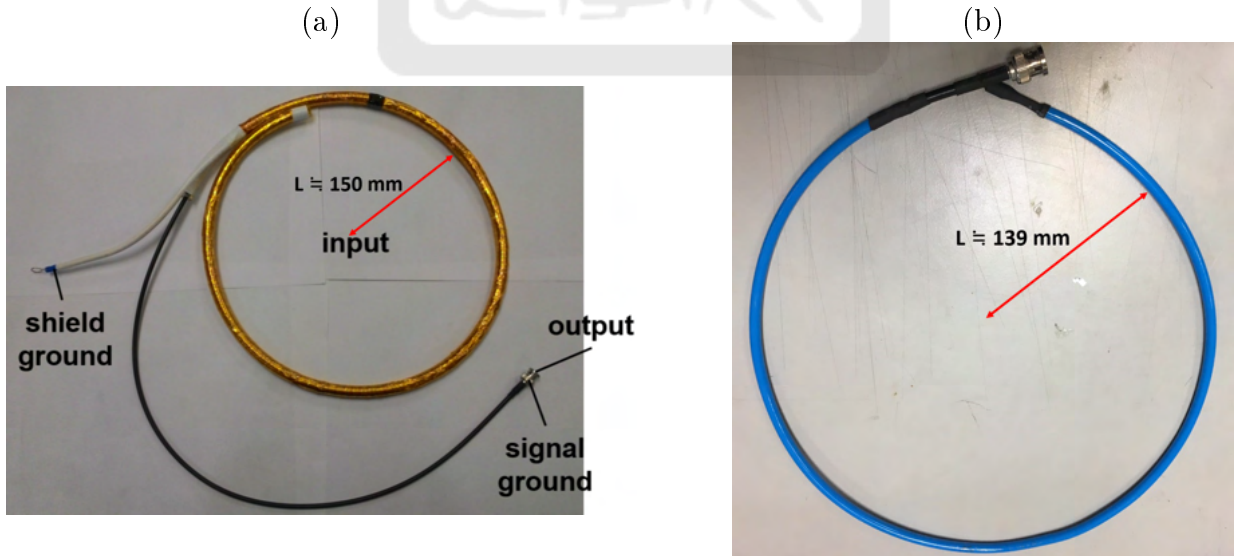 (a)
(b)
L ≒ 150 mm
input
L ≒ 139 mm
shield
ground
output
signal
ground